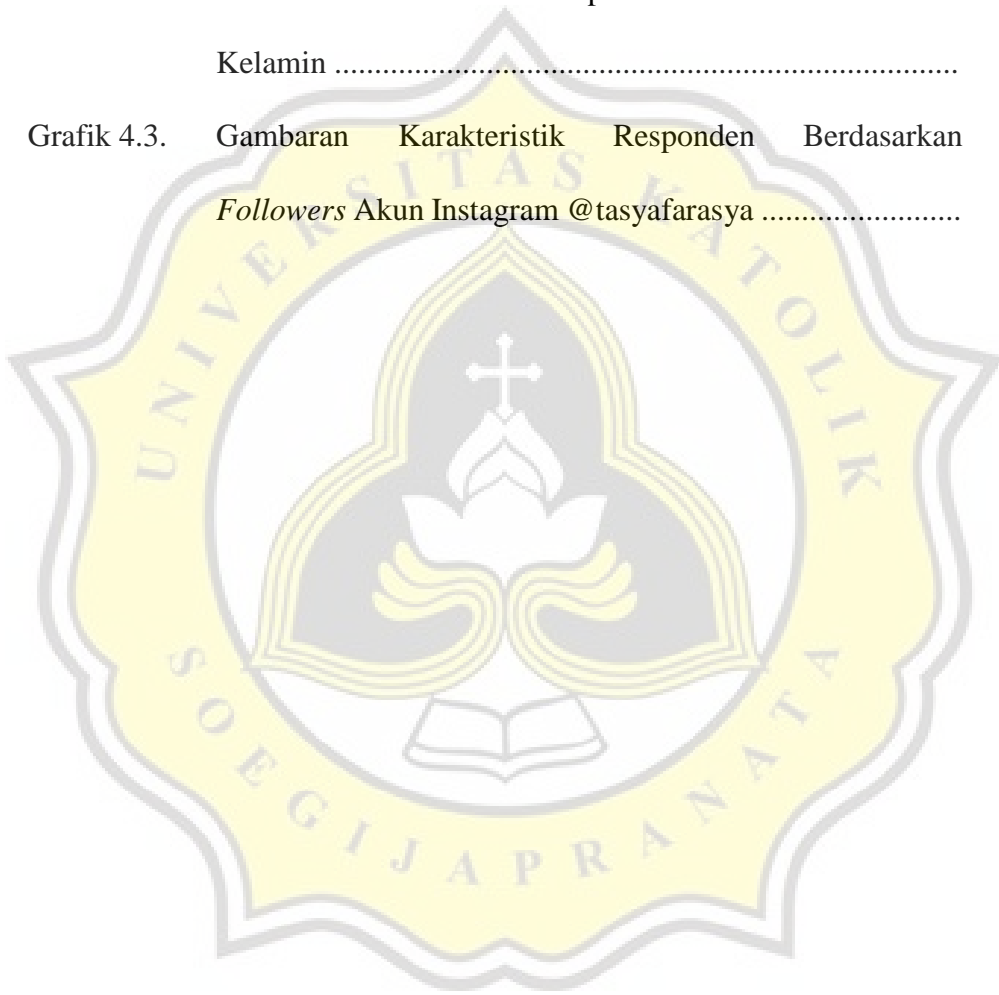 Kelamin ..............................................................................
Grafik 4.3. Gambaran Karakteristik Responden Berdasarkan
Followers Akun Instagram @tasyafarasya .........................
UNIVERSITAS KATOLIK
SOEGIJAPRANATA